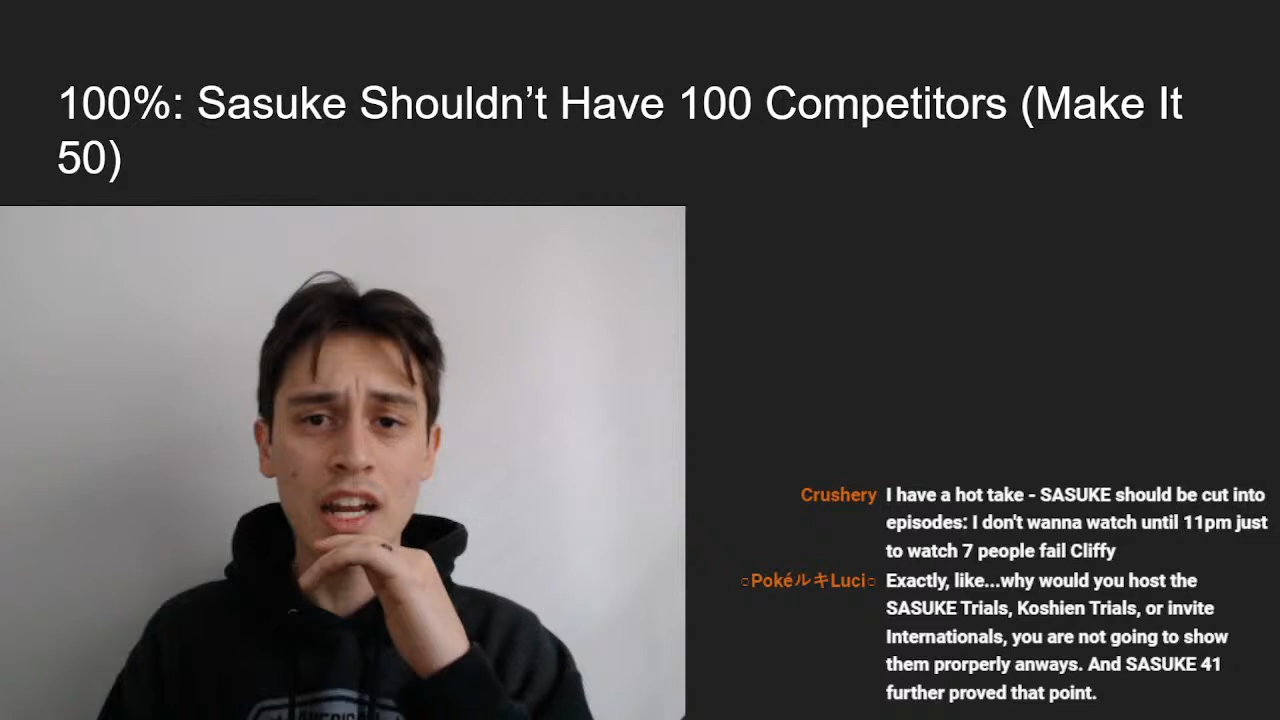 100%: Sasuke Shouldn't Have 100 Competitors (Make It
50)
Crushery I have a hot take - SASUKE should be cut into
episodes: I don't wanna watch until 11pm just
to watch 7 people fail Cliffy
▫PokéルキLuci▫ Exactly, like...why would you host the
SASUKE Trials, Koshien Trials, or invite
Internationals, you are not going to show
them prorperly anways. And SASUKE 41
further proved that point.